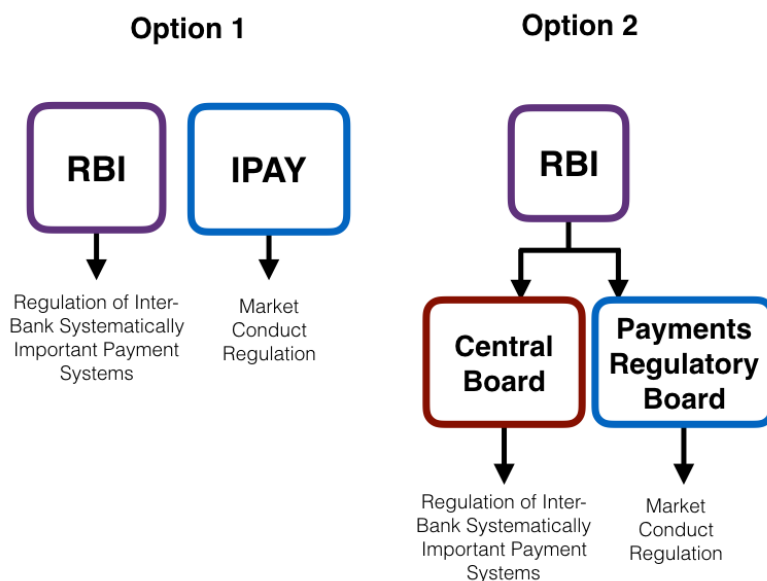 Option 1
RBI
IPAY
Regulation of Inter-
Bank Systematically
Important Payment
Systems
Market
Conduct
Regulation
Option 2
RBI
Central
Board
Payments
Regulatory
Board
Regulation of Inter-
Bank Systematically
Important Payment
Systems
Market
Conduct
Regulation